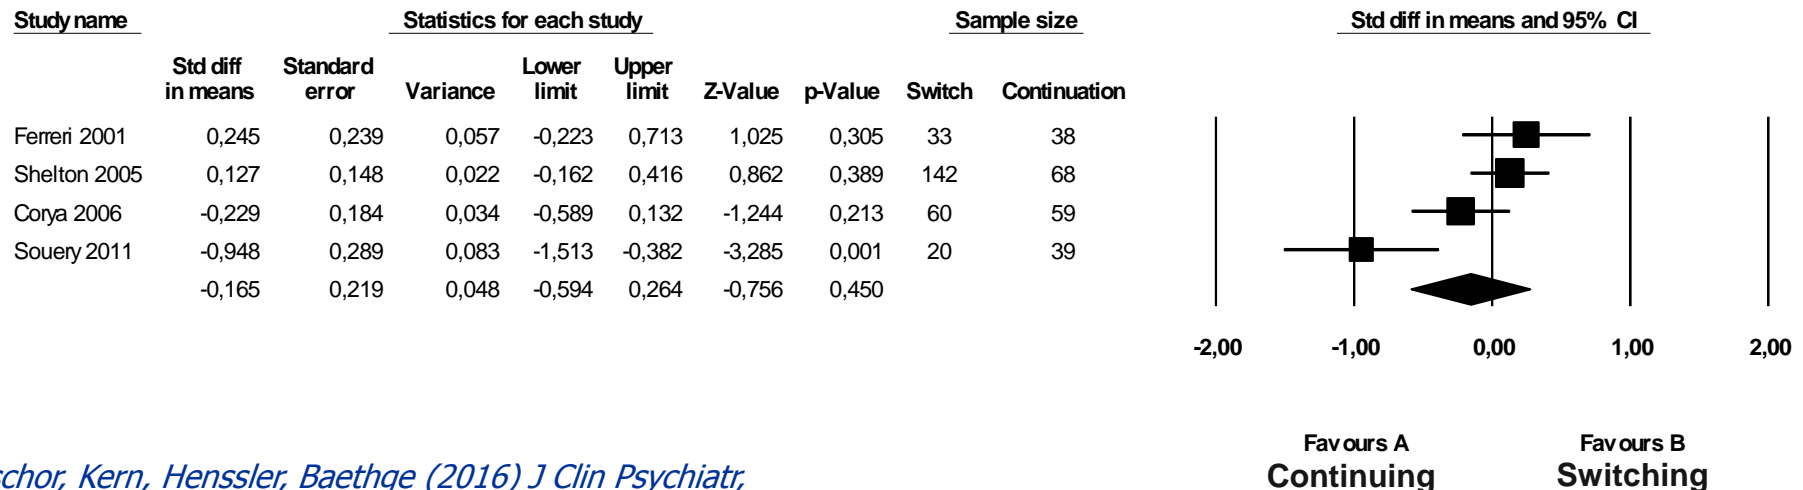 Study name Statistics for each study Sample size Std diff in means and 95% CI
Std diff Standard Lower Upper
in means error Variance limit limit Z-Value p-Value Switch Continuation
Ferreri 2001 0,245 0,239 0,057 -0,223 0,713 1,025 0,305 33 38
Shelton 2005 0,127 0,148 0,022 -0,162 0,416 0,862 0,389 142 68
Corya 2006 -0,229 0,184 0,034 -0,589 0,132 -1,244 0,213 60 59
Souery 2011 -0,948 0,289 0,083 -1,513 -0,382 -3,285 0,001 20 39
-0,165 0,219 0,048 -0,594 0,264 -0,756 0,450
-2,00 -1,00 0,00 1,00 2,00
Favours A Favours B
Continuing Switching
Kern, Henssler, Baethge (2016) J Clin Psychiatr,